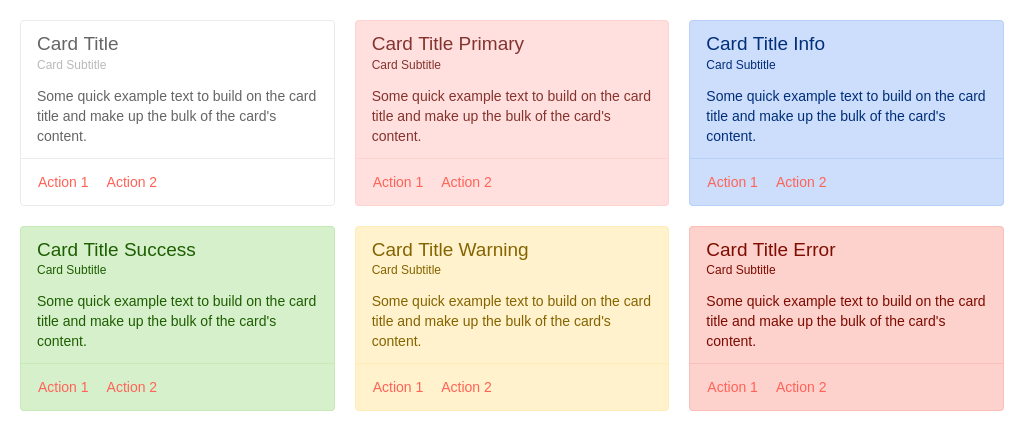 Card Title
Card Subtitle
Some quick example text to build on the card
title and make up the bulk of the card's
content.
Action 1 Action 2
Card Title Primary
Card Subtitle
Some quick example text to build on the card
title and make up the bulk of the card's
content.
Action 1 Action 2
Card Title Info
Card Subtitle
Some quick example text to build on the card
title and make up the bulk of the card's
content.
Action 1 Action 2
Card Title Success
Card Subtitle
Some quick example text to build on the card
title and make up the bulk of the card's
content.
Action 1 Action 2
Card Title Warning
Card Subtitle
Some quick example text to build on the card
title and make up the bulk of the card's
content.
Action 1 Action 2
Card Title Error
Card Subtitle
Some quick example text to build on the card
title and make up the bulk of the card's
content.
Action 1 Action 2